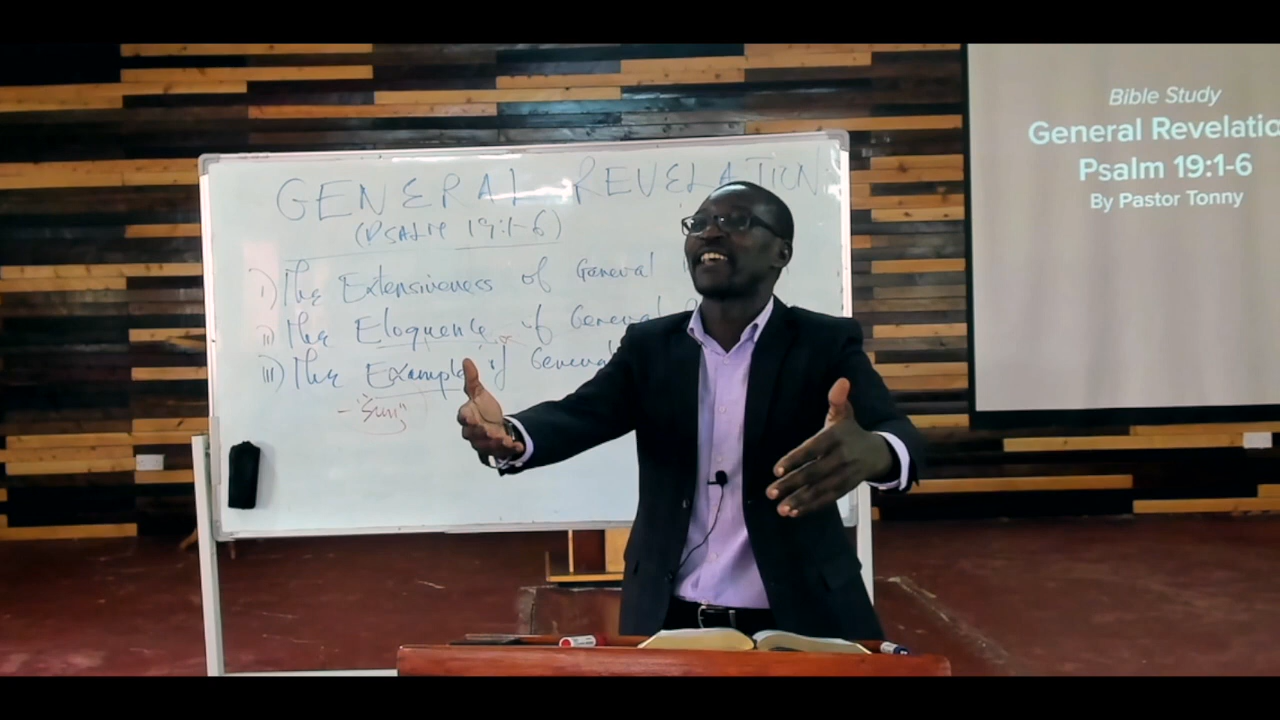 GENERAL REVELATION
(PSALM 19:1-6)
i) The Extensiveness of General
ii) The Eloquence of General
iii) The Example of General
- "Sun"
Bible Study
General Revelatio
Psalm 19:1-6
By Pastor Tonny